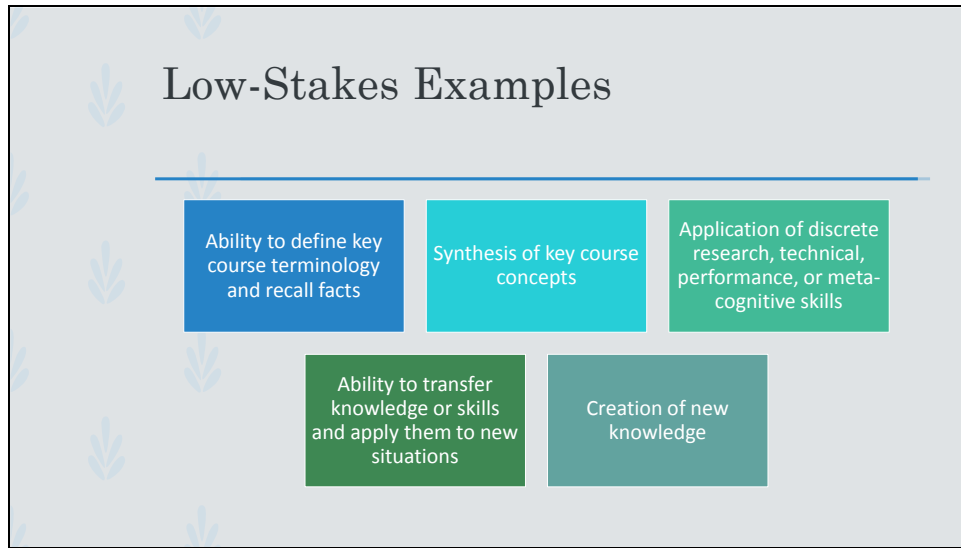 Low-Stakes Examples
Ability to define key
course terminology
and recall facts
Synthesis of key course
concepts
Application of discrete
research, technical,
performance, or meta-
cognitive skills
Ability to transfer
knowledge or skills
and apply them to new
situations
Creation of new
knowledge